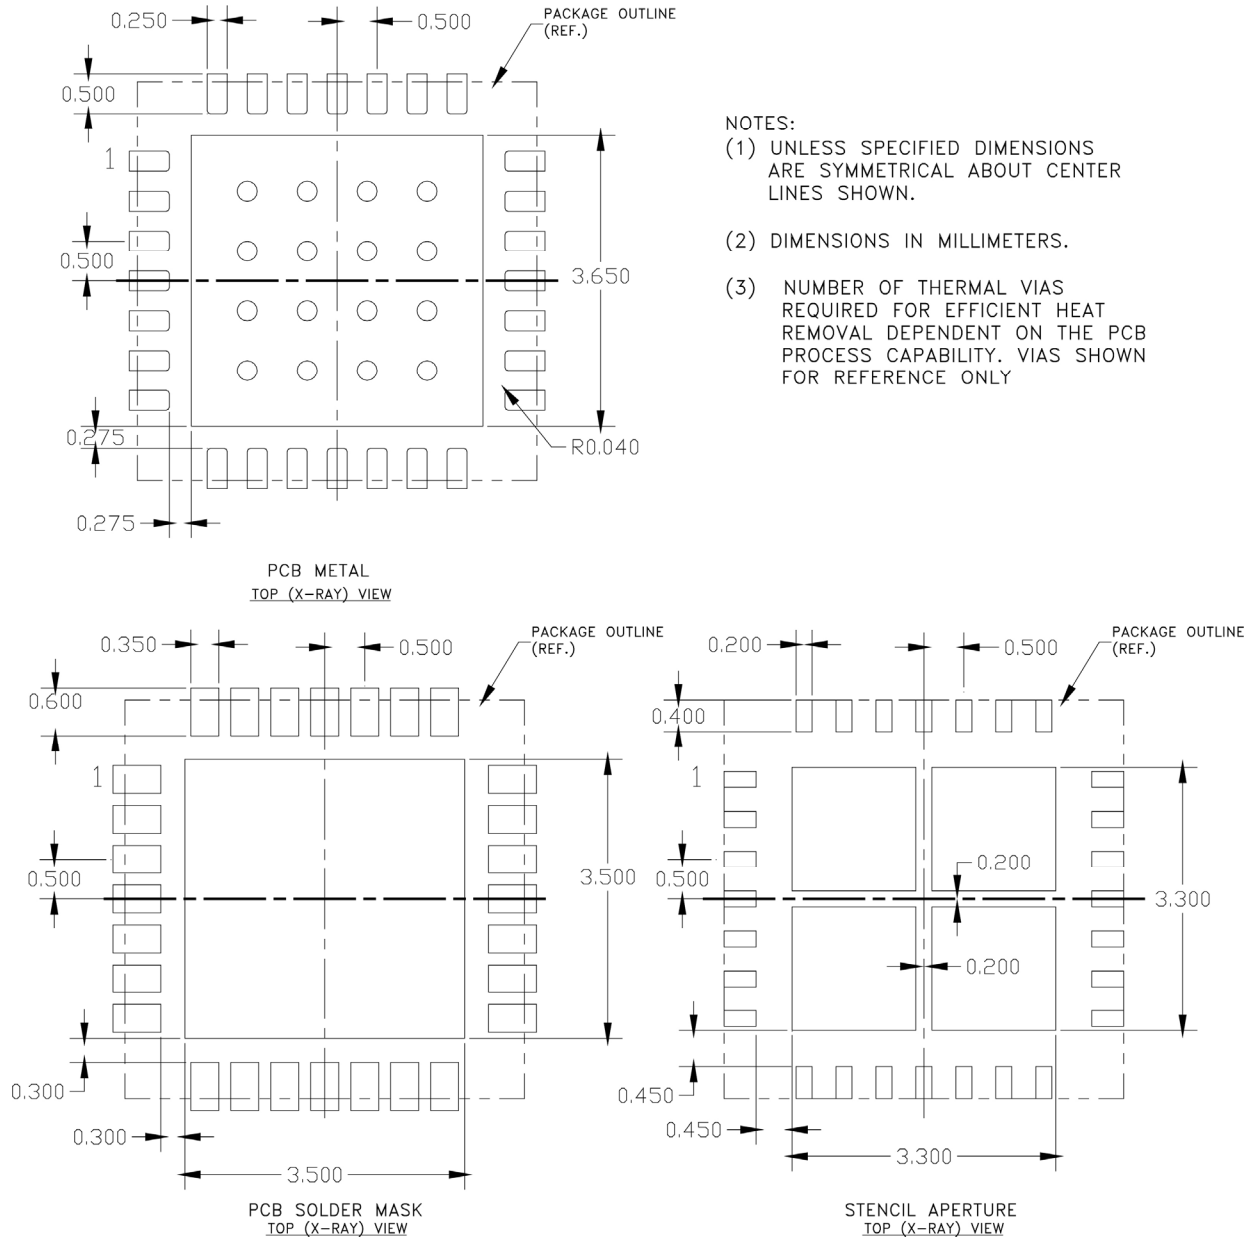 0.250
0.500
PACKAGE OUTLINE
(REF.)
0.500
1
0.500
3.650
0.275
R0.040
0.275
PCB METAL
TOP (X-RAY) VIEW
NOTES:
(1) UNLESS SPECIFIED DIMENSIONS
ARE SYMMETRICAL ABOUT CENTER
LINES SHOWN.
(2) DIMENSIONS IN MILLIMETERS.
(3) NUMBER OF THERMAL VIAS
REQUIRED FOR EFFICIENT HEAT
REMOVAL DEPENDENT ON THE PCB
PROCESS CAPABILITY. VIAS SHOWN
FOR REFERENCE ONLY
0.350
0.500
PACKAGE OUTLINE
(REF.)
0.600
1
0.500
3.500
0.300
0.300
3.500
PCB SOLDER MASK
TOP (X-RAY) VIEW
0.200
0.500
PACKAGE OUTLINE
(REF.)
0.400
1
0.200
0.500
3.300
0.200
0.450
0.450
3.300
STENCIL APERTURE
TOP (X-RAY) VIEW